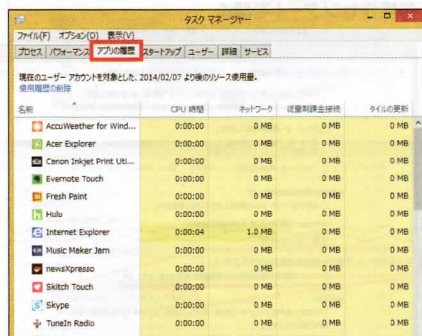 タスク マネージャー
ファイル(F) オプション(O) 表示(V)
プロセス パフォーマンス アプリの履歴 スタートアップ ユーザー 詳細 サービス
現在のユーザー アカウントを対象とした、2014/02/07 より後のリソース使用量。
使用履歴の削除
名前 CPU 時間 ネットワーク 従量制課金接続 タイルの更新
AccuWeather for Wind... 0:00:00 0 MB 0 MB 0 MB
Acer Explorer 0:00:00 0 MB 0 MB 0 MB
Canon Inkjet Print Uti... 0:00:00 0 MB 0 MB 0 MB
Evernote Touch 0:00:00 0 MB 0 MB 0 MB
Fresh Paint 0:00:00 0 MB 0 MB 0 MB
Hulu 0:00:00 0 MB 0 MB 0 MB
Internet Explorer 0:00:04 1.0 MB 0 MB 0 MB
Music Maker Jam 0:00:00 0 MB 0 MB 0 MB
newsXpresso 0:00:00 0 MB 0 MB 0 MB
Skitch Touch 0:00:00 0 MB 0 MB 0 MB
Skype 0:00:00 0 MB 0 MB 0 MB
TuneIn Radio 0:00:00 0 MB 0 MB 0 MB